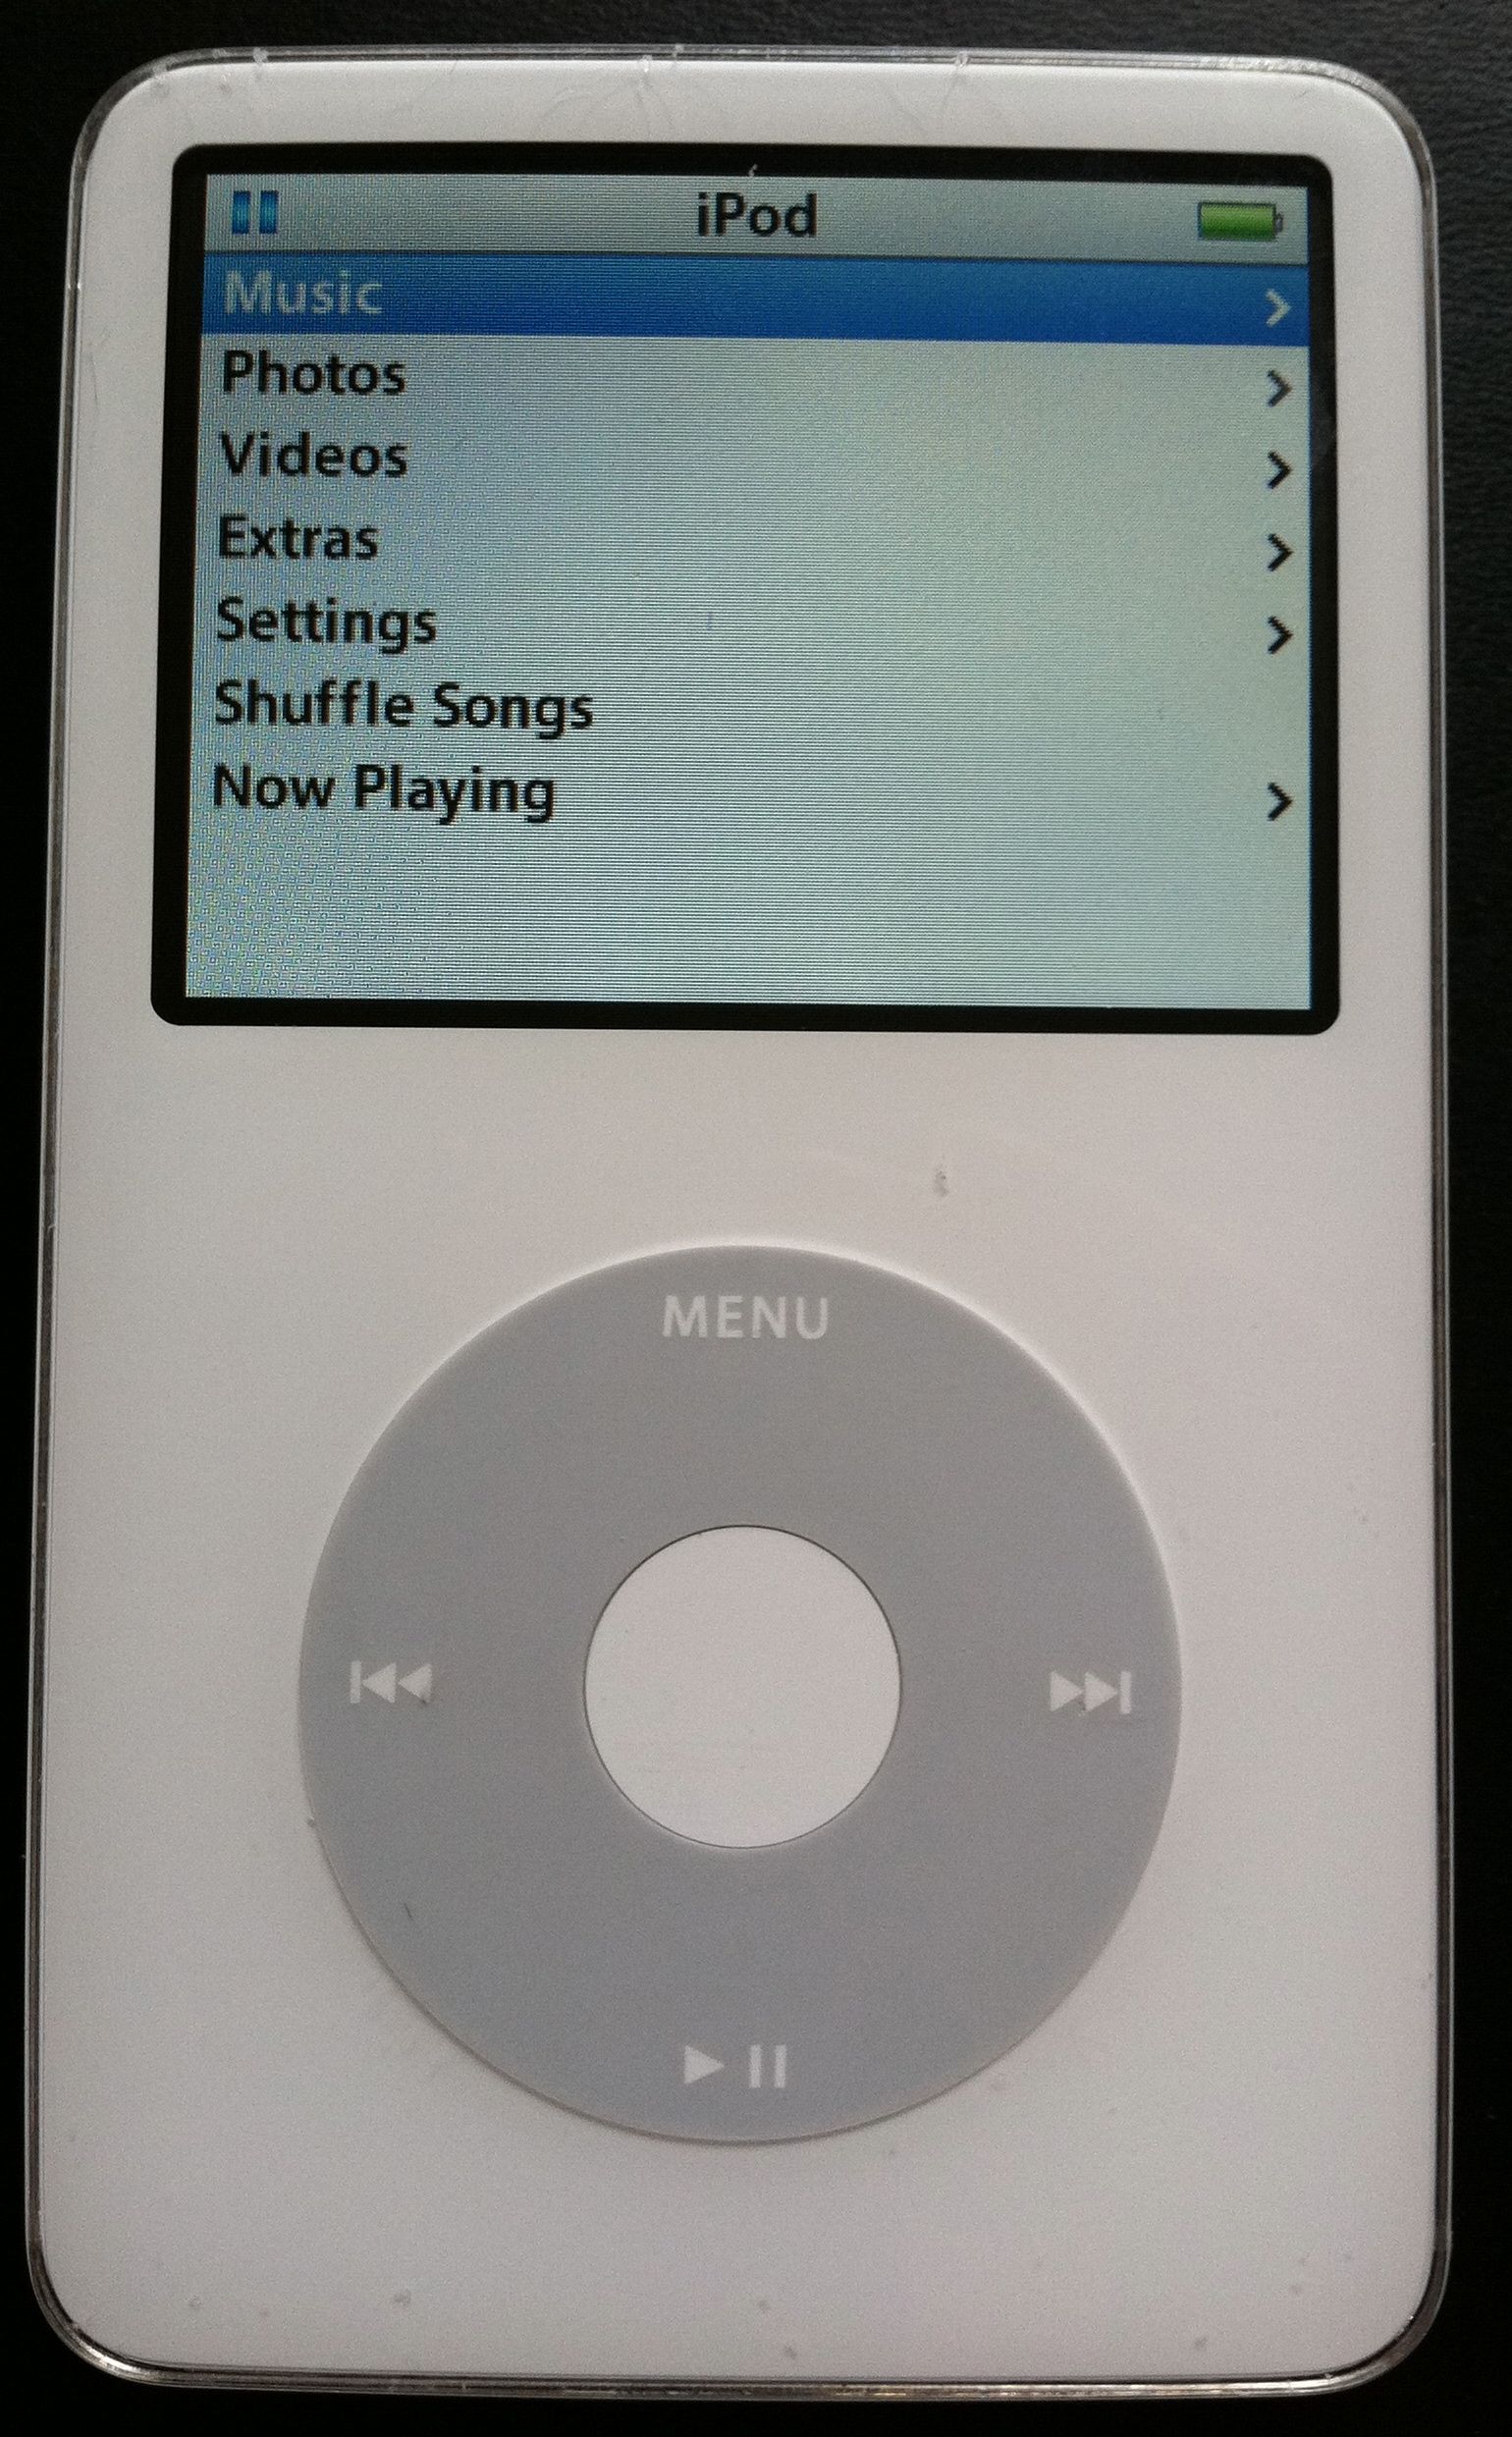 iPod
Music
Photos
Videos
Extras
Settings
Shuffle Songs
Now Playing
MENU